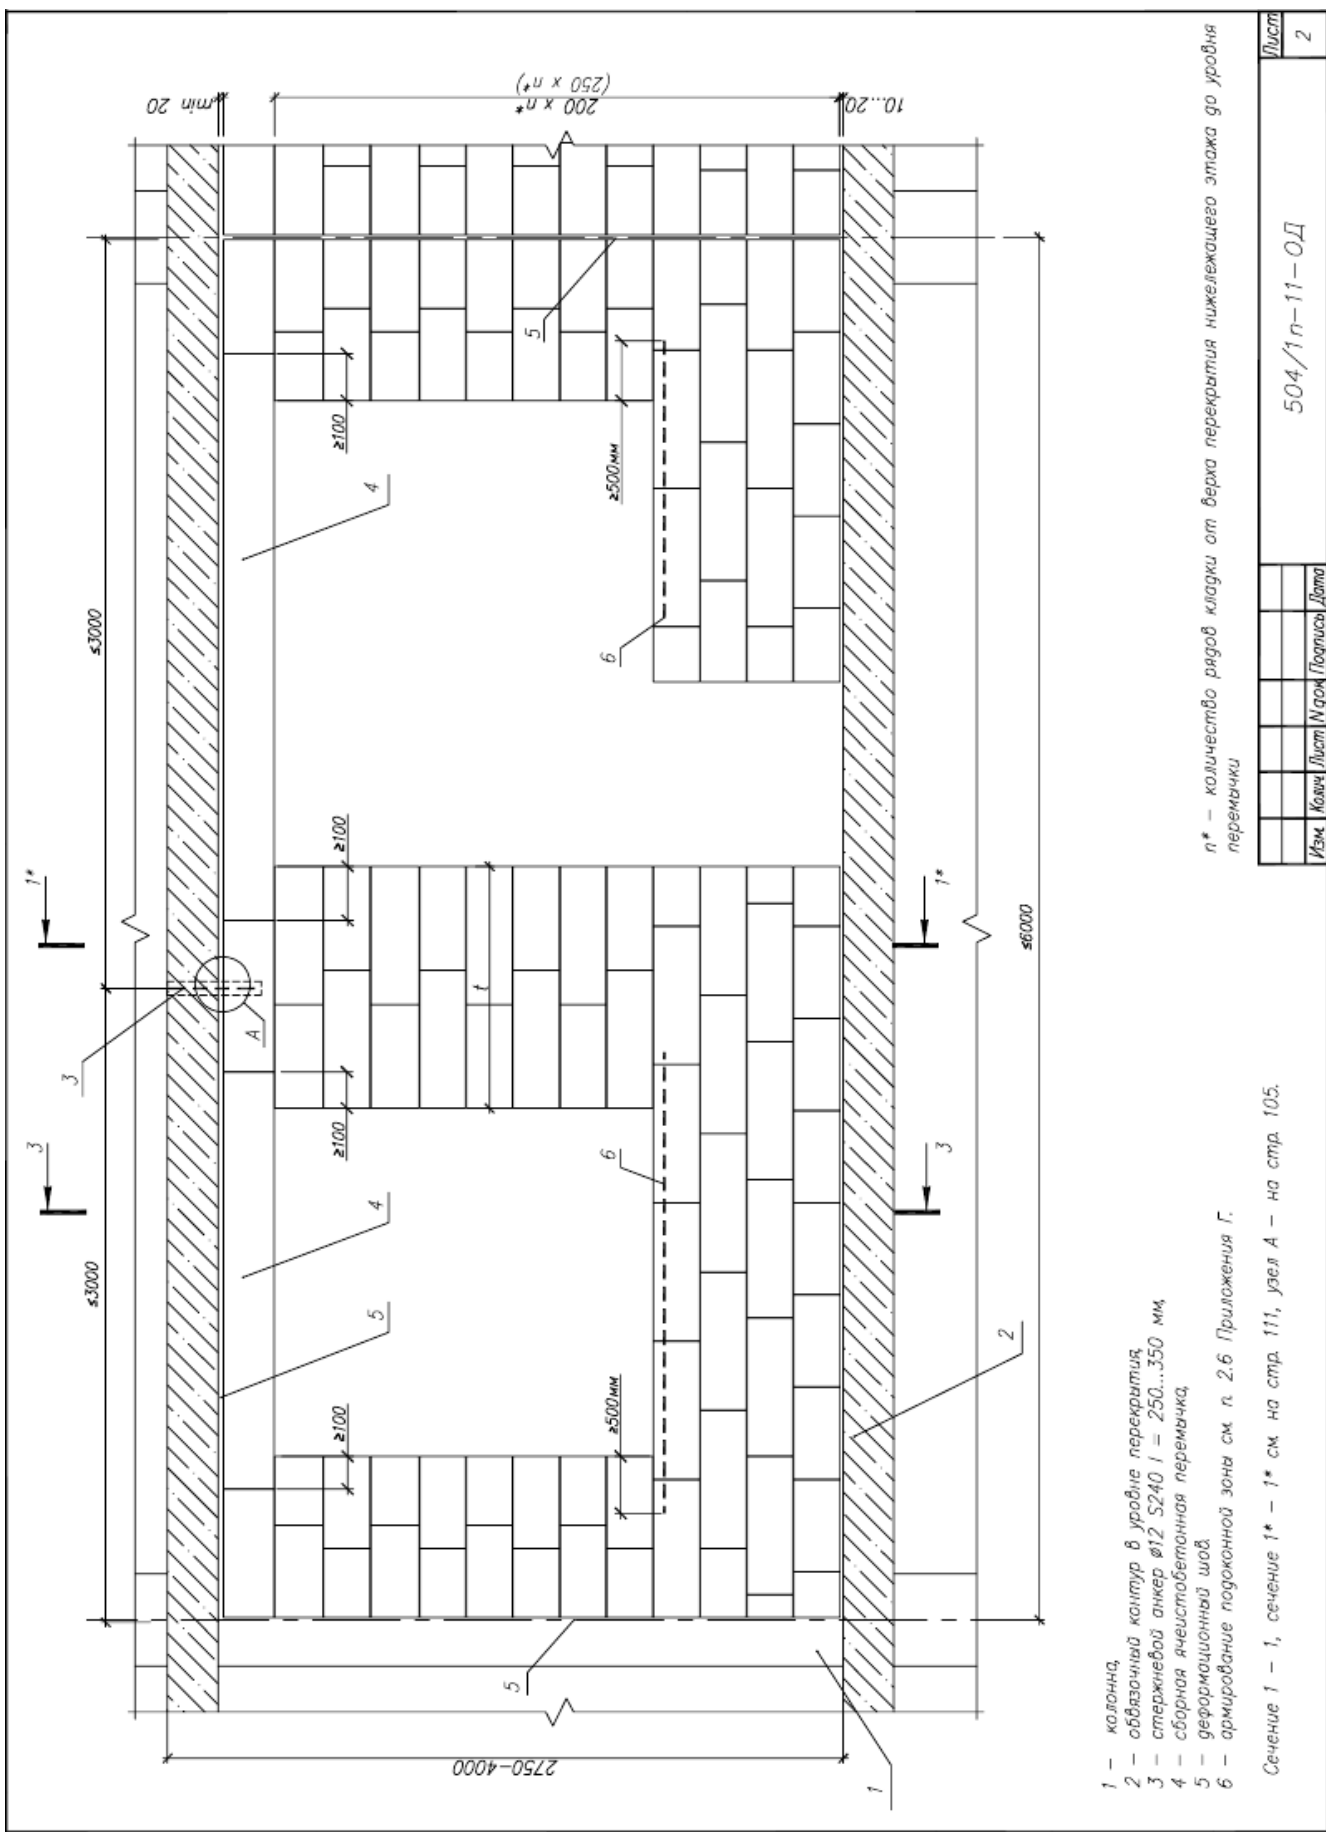 3
1*
≤3000
≤3000
3
A
5
4
4
≥100
≥100
≥100
≥100
t
5
≥500мм
≥500мм
6
6
5
2750-4000
min 20
200 x n*
(250 x n*)
10...20
3
1*
≤6000
1
2
1 – колонна,
2 – обвязочный контур в уровне перекрытия,
3 – стержневой анкер ø12 S240 l = 250...350 мм,
4 – сборная ячеистобетонная перемычка,
5 – деформационный шов.
6 – армирование подоконной зоны см. п. 2.6 Приложения Г.
Сечение 1 – 1, сечение 1* – 1* см. на стр. 111, узел А – на стр. 105.
n* – количество рядов кладки от верха перекрытия нижележащего этажа до уровня
перемычки
504/1п-11-ОД
Лист
2
Изм. Колич. Лист Nдок Подпись Дата